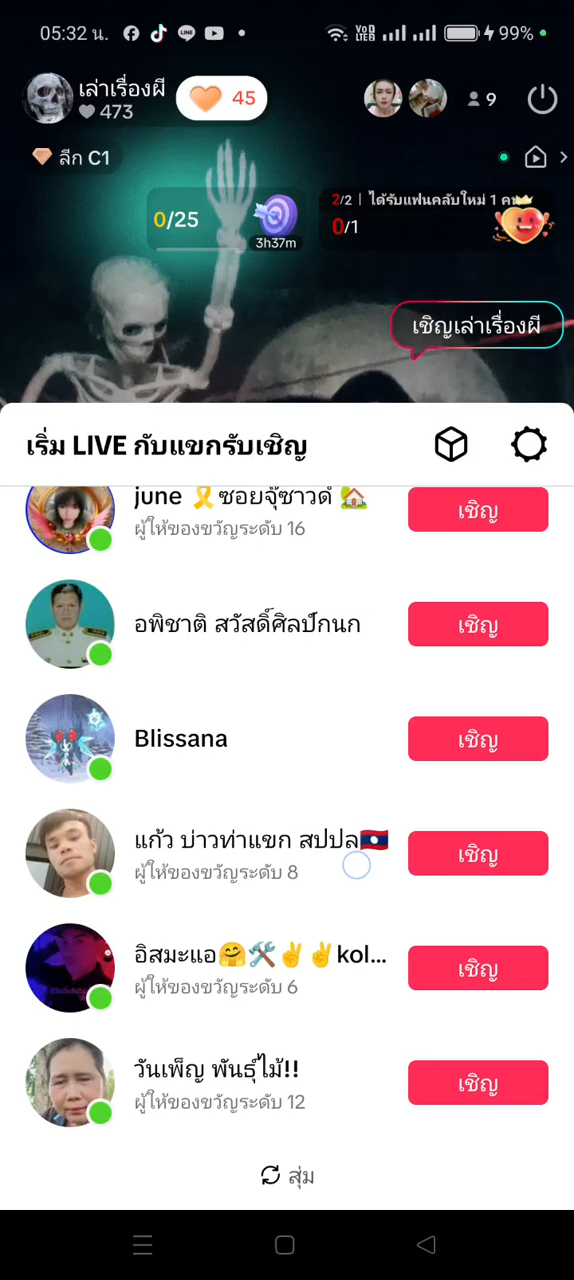 05:32 น.
VoD
LTE
99%
เล่าเรื่องผี
473
45
9
ลีก C1
0/25
3h37m
2/2 | ได้รับแฟนคลับใหม่ 1 คน
0/1
เชิญเล่าเรื่องผี
เริ่ม LIVE กับแขกรับเชิญ
june 🎗️ซอยจุ๊ซาวด์ 🏡
ผู้ให้ของขวัญระดับ 16
เชิญ
อพิชาติ สวัสดิ์ศิลป์กนก
เชิญ
Blissana
เชิญ
แก้ว บ่าวท่าแขก สปปล🇱🇦
ผู้ให้ของขวัญระดับ 8
เชิญ
อิสมะแอ🤗🛠️✌️✌️kol...
ผู้ให้ของขวัญระดับ 6
เชิญ
วันเพ็ญ พันธุ์ไม้!!
ผู้ให้ของขวัญระดับ 12
เชิญ
สุ่ม